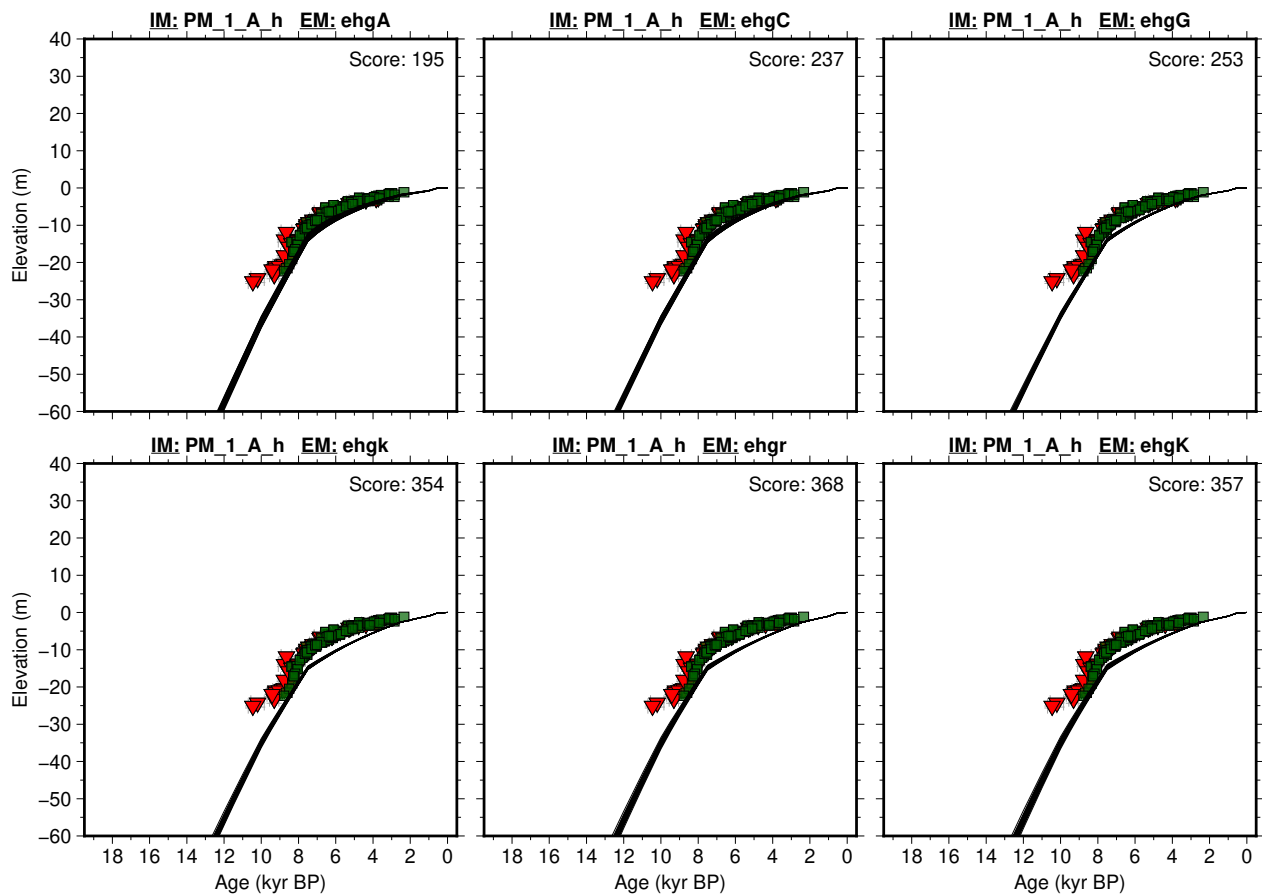 IM: PM_1_A_h EM: ehgA
IM: PM_1_A_h EM: ehgC
IM: PM_1_A_h EM: ehgG
Score: 195
Score: 237
Score: 253
40
30
20
10
0
−10
−20
−30
−40
−50
−60
Elevation (m)
IM: PM_1_A_h EM: ehgk
IM: PM_1_A_h EM: ehgr
IM: PM_1_A_h EM: ehgK
Score: 354
Score: 368
Score: 357
40
30
20
10
0
−10
−20
−30
−40
−50
−60
Elevation (m)
18 16 14 12 10 8 6 4 2 0
18 16 14 12 10 8 6 4 2 0
18 16 14 12 10 8 6 4 2 0
Age (kyr BP)
Age (kyr BP)
Age (kyr BP)